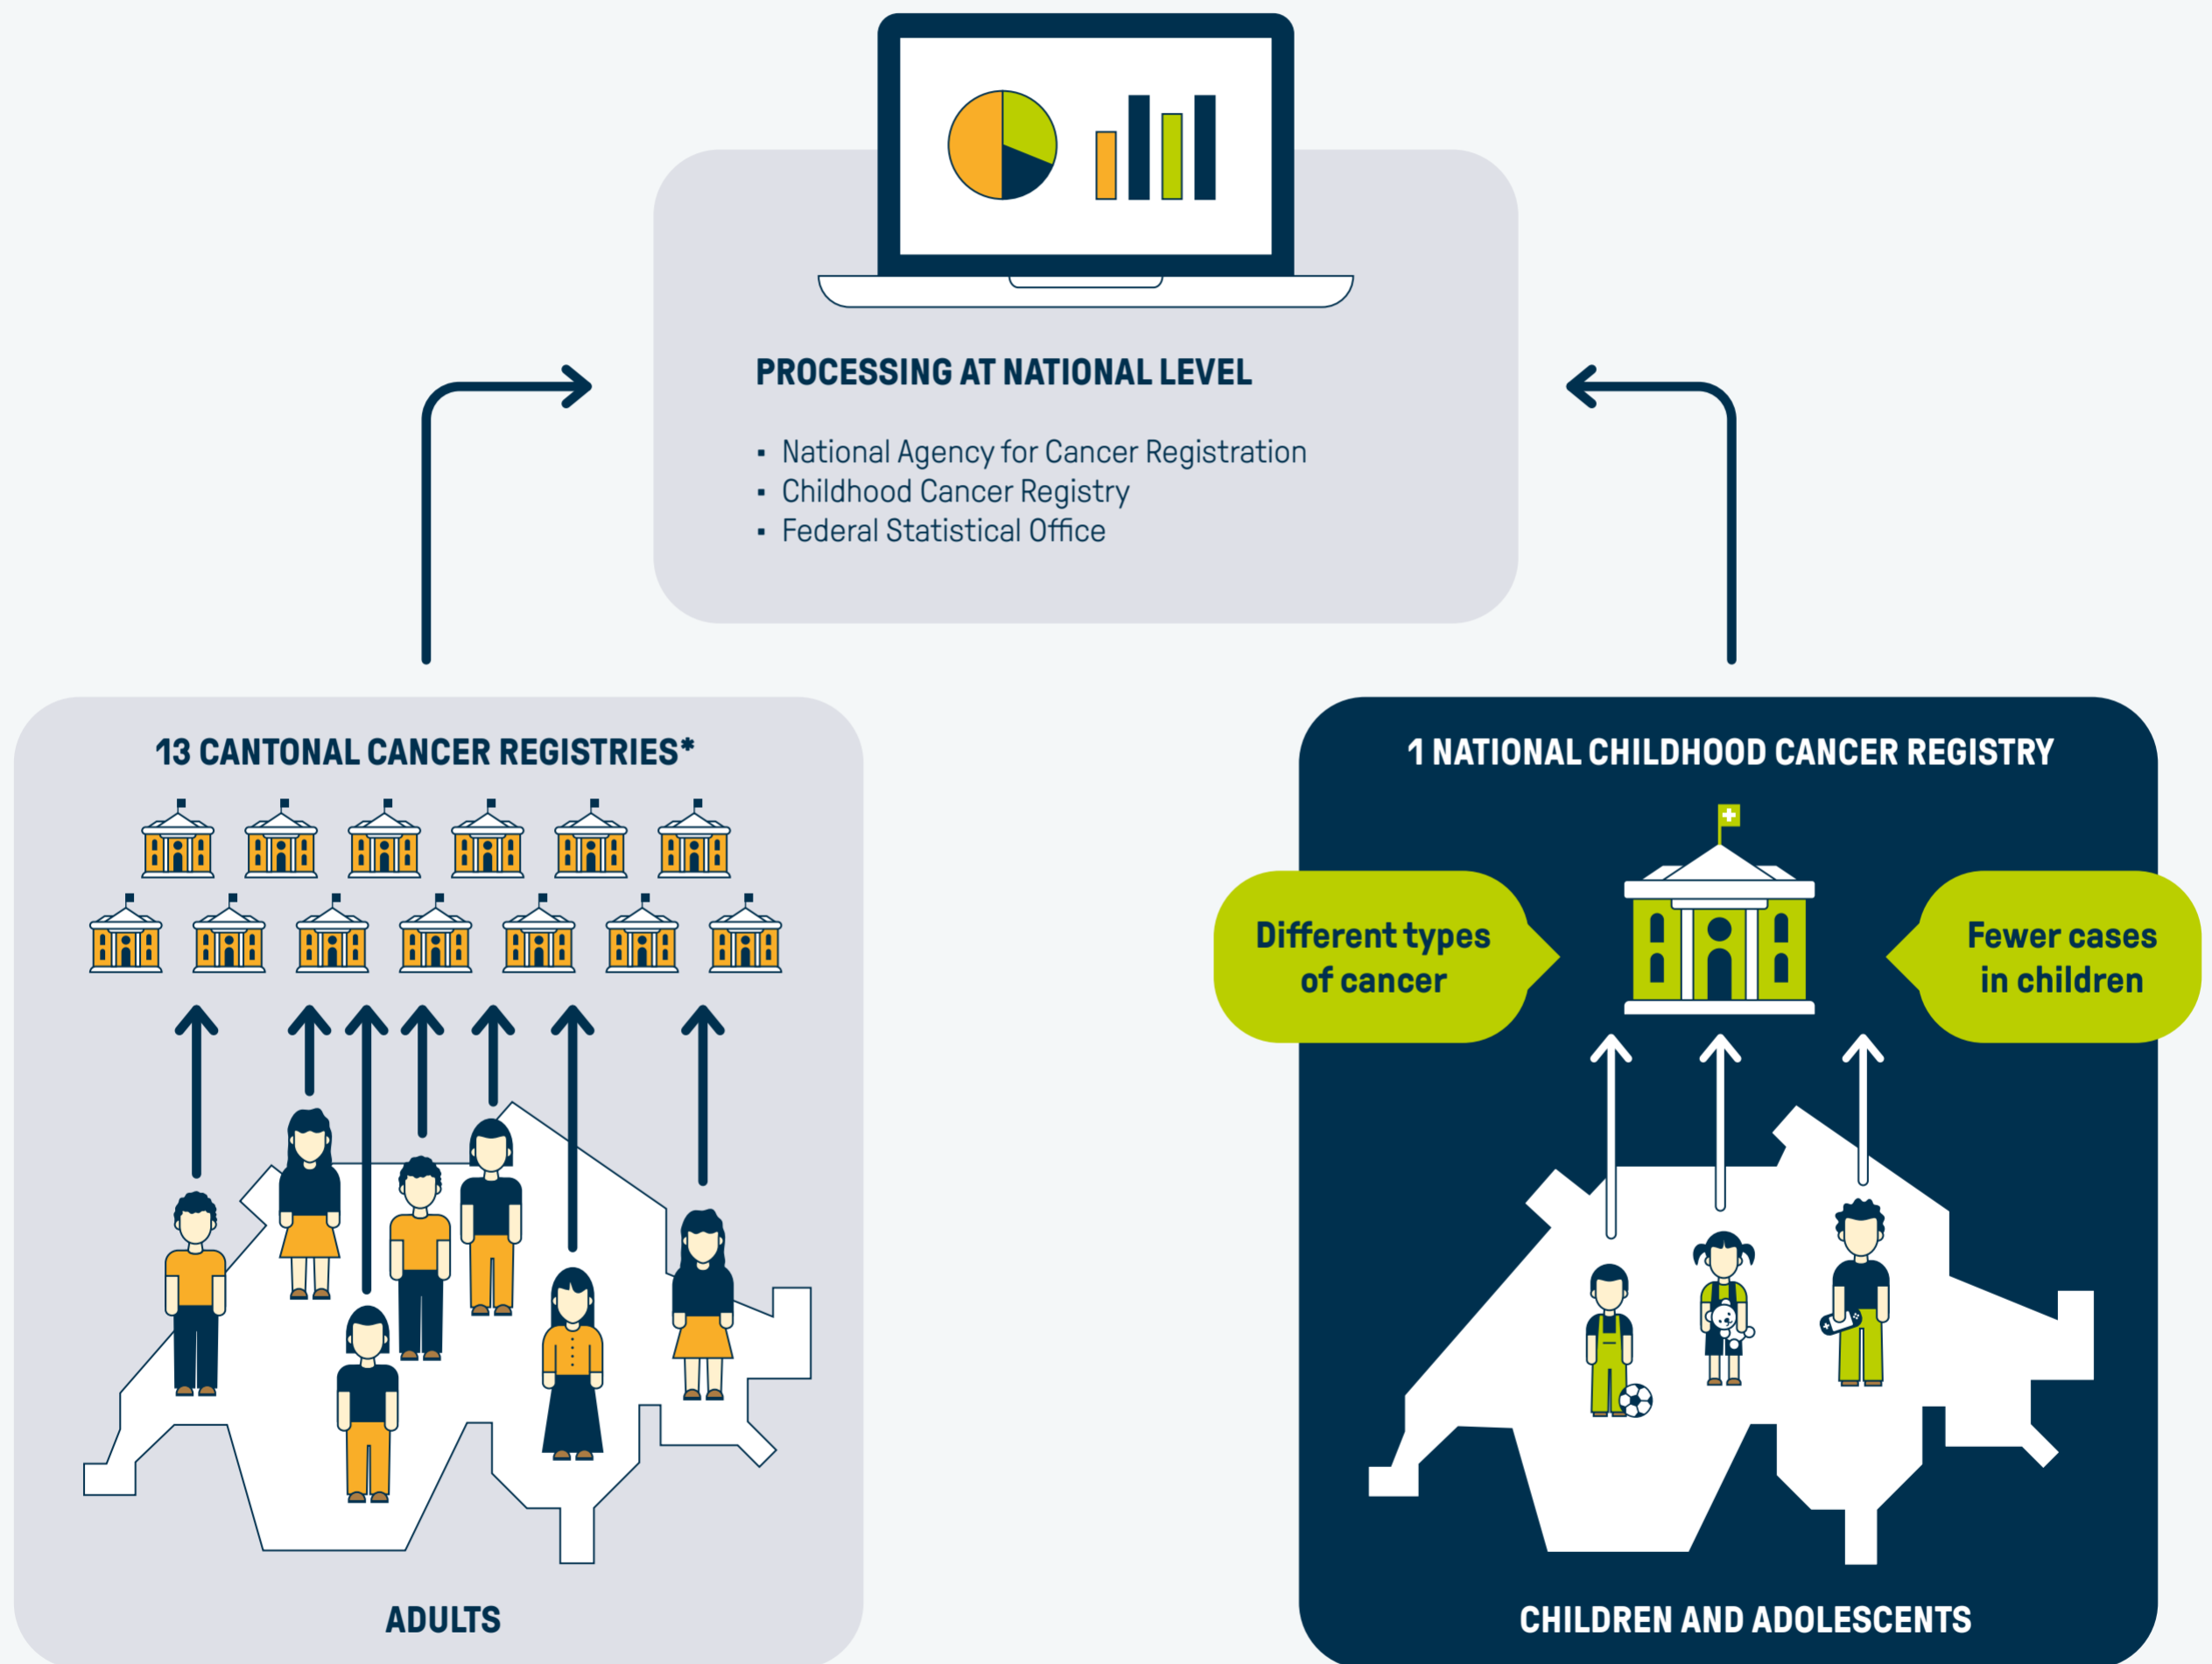 PROCESSING AT NATIONAL LEVEL
▪ National Agency for Cancer Registration
▪ Childhood Cancer Registry
▪ Federal Statistical Office
13 CANTONAL CANCER REGISTRIES*
ADULTS
1 NATIONAL CHILDHOOD CANCER REGISTRY
Different types
of cancer
Fewer cases
in children
CHILDREN AND ADOLESCENTS